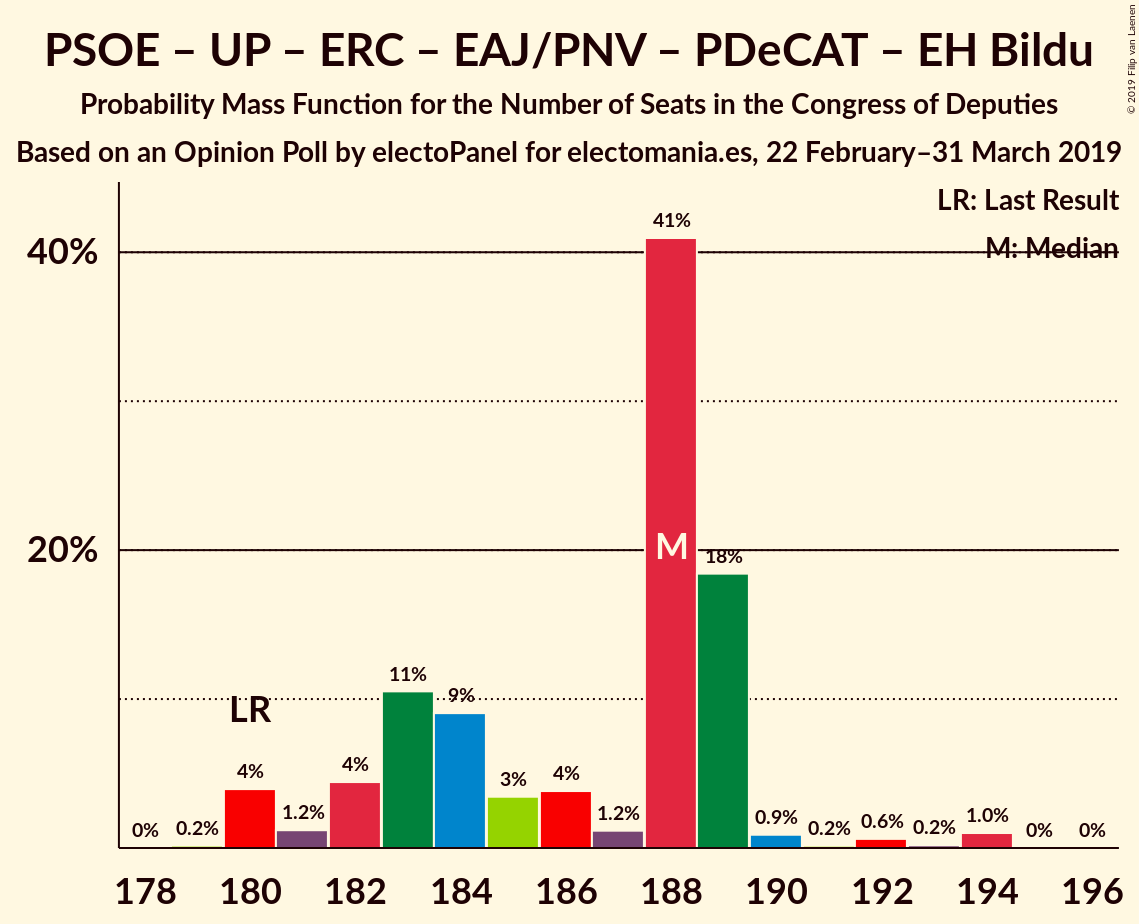 PSOE – UP – ERC – EAJ/PNV – PDeCAT – EH Bildu
Probability Mass Function for the Number of Seats in the Congress of Deputies
Based on an Opinion Poll by electoPanel for electomania.es, 22 February–31 March 2019
© 2019 Filip van Laenen
LR: Last Result
M: Median
40%
20%
41%
M
18%
11%
9%
LR
4%
4%
3%
4%
0%
0.2%
1.2%
1.2%
0.9%
0.2%
0.6%
0.2%
1.0%
0%
0%
178 180 182 184 186 188 190 192 194 196